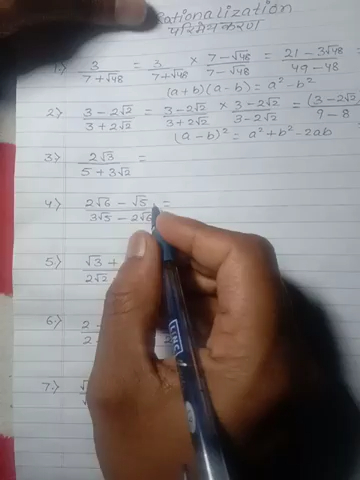 Rationalization
परिमेयकरण
1.) 3/(7+√48) = 3/(7+√48) × (7-√48)/(7-√48) = (21-3√48)/(49-48)
(a+b)(a-b) = a²-b²
2.) (3-2√2)/(3+2√2) = (3-2√2)/(3+2√2) × (3-2√2)/(3-2√2) = (3-2√2)/(9-8)
(a-b)² = a²+b²-2ab
3.) 2√3/(5+3√2) =
4.) (2√6-√5)/(3√5-2√6) =
5.) √3+/2√2
6.) 2
7.)
LINC